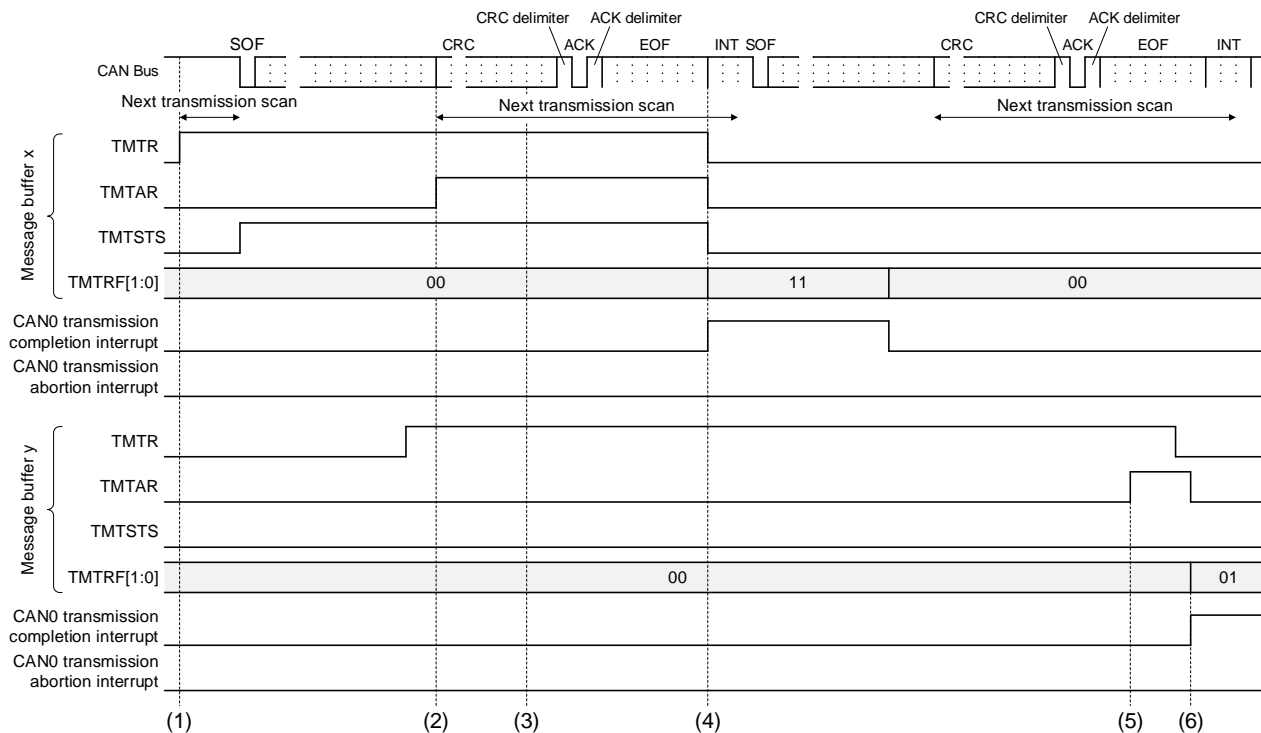 CRC delimiter ACK delimiter CRC delimiter ACK delimiter
SOF CRC ACK EOF INT SOF CRC ACK EOF INT
CAN Bus
Next transmission scan Next transmission scan Next transmission scan
Message buffer x
TMTR
TMTAR
TMTSTS
TMTRF[1:0] 00 11 00
CAN0 transmission
completion interrupt
CAN0 transmission
abortion interrupt
Message buffer y
TMTR
TMTAR
TMTSTS
TMTRF[1:0] 00 01
CAN0 transmission
completion interrupt
CAN0 transmission
abortion interrupt
(1) (2) (3) (4) (5) (6)